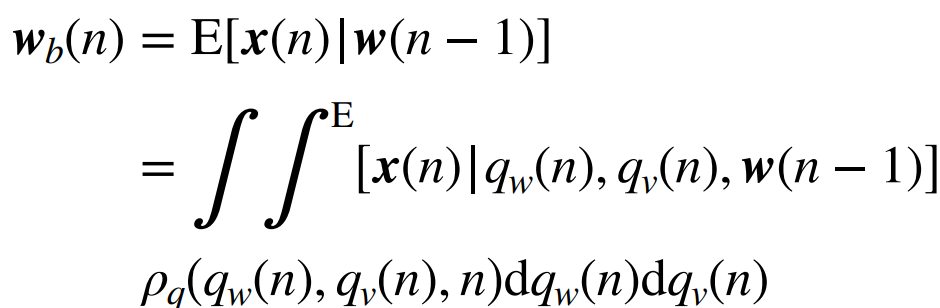 w_b(n) = E[x(n)|w(n − 1)]
= ∫ ∫^E [x(n)|q_w(n), q_v(n), w(n − 1)]
ρ_q(q_w(n), q_v(n), n)dq_w(n)dq_v(n)